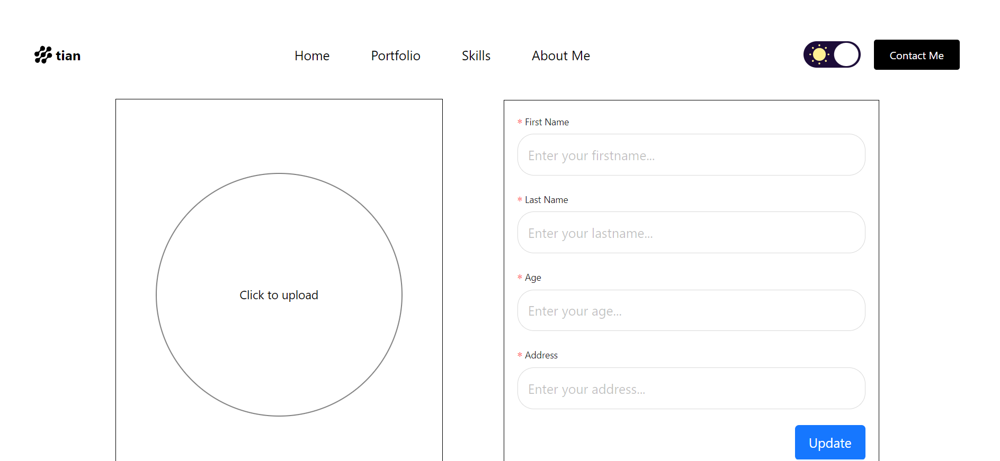 tian
Home
Portfolio
Skills
About Me
Contact Me
Click to upload
* First Name
Enter your firstname...
* Last Name
Enter your lastname...
* Age
Enter your age...
* Address
Enter your address...
Update